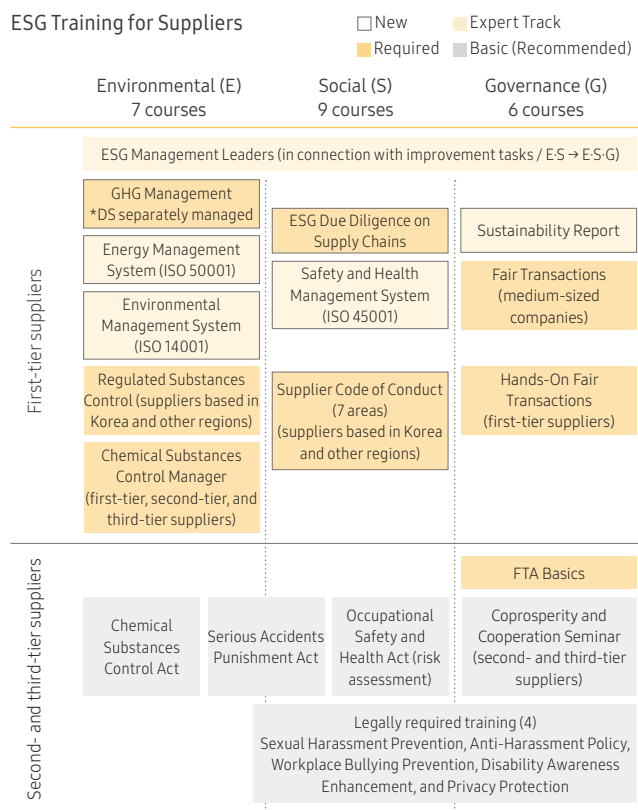 ESG Training for Suppliers
New
Expert Track
Required
Basic (Recommended)
Environmental (E)
7 courses
Social (S)
9 courses
Governance (G)
6 courses
ESG Management Leaders (in connection with improvement tasks / E·S → E·S·G)
First-tier suppliers
GHG Management
*DS separately managed
Energy Management
System (ISO 50001)
Environmental
Management System
(ISO 14001)
Regulated Substances
Control (suppliers based in
Korea and other regions)
Chemical Substances
Control Manager
(first-tier, second-tier, and
third-tier suppliers)
ESG Due Diligence on
Supply Chains
Safety and Health
Management System
(ISO 45001)
Supplier Code of Conduct
(7 areas)
(suppliers based in Korea
and other regions)
Sustainability Report
Fair Transactions
(medium-sized
companies)
Hands-On Fair
Transactions
(first-tier suppliers)
Second- and third-tier suppliers
FTA Basics
Chemical
Substances
Control Act
Serious Accidents
Punishment Act
Occupational
Safety and
Health Act (risk
assessment)
Coprosperity and
Cooperation Seminar
(second- and third-tier
suppliers)
Legally required training (4)
Sexual Harassment Prevention, Anti-Harassment Policy,
Workplace Bullying Prevention, Disability Awareness
Enhancement, and Privacy Protection